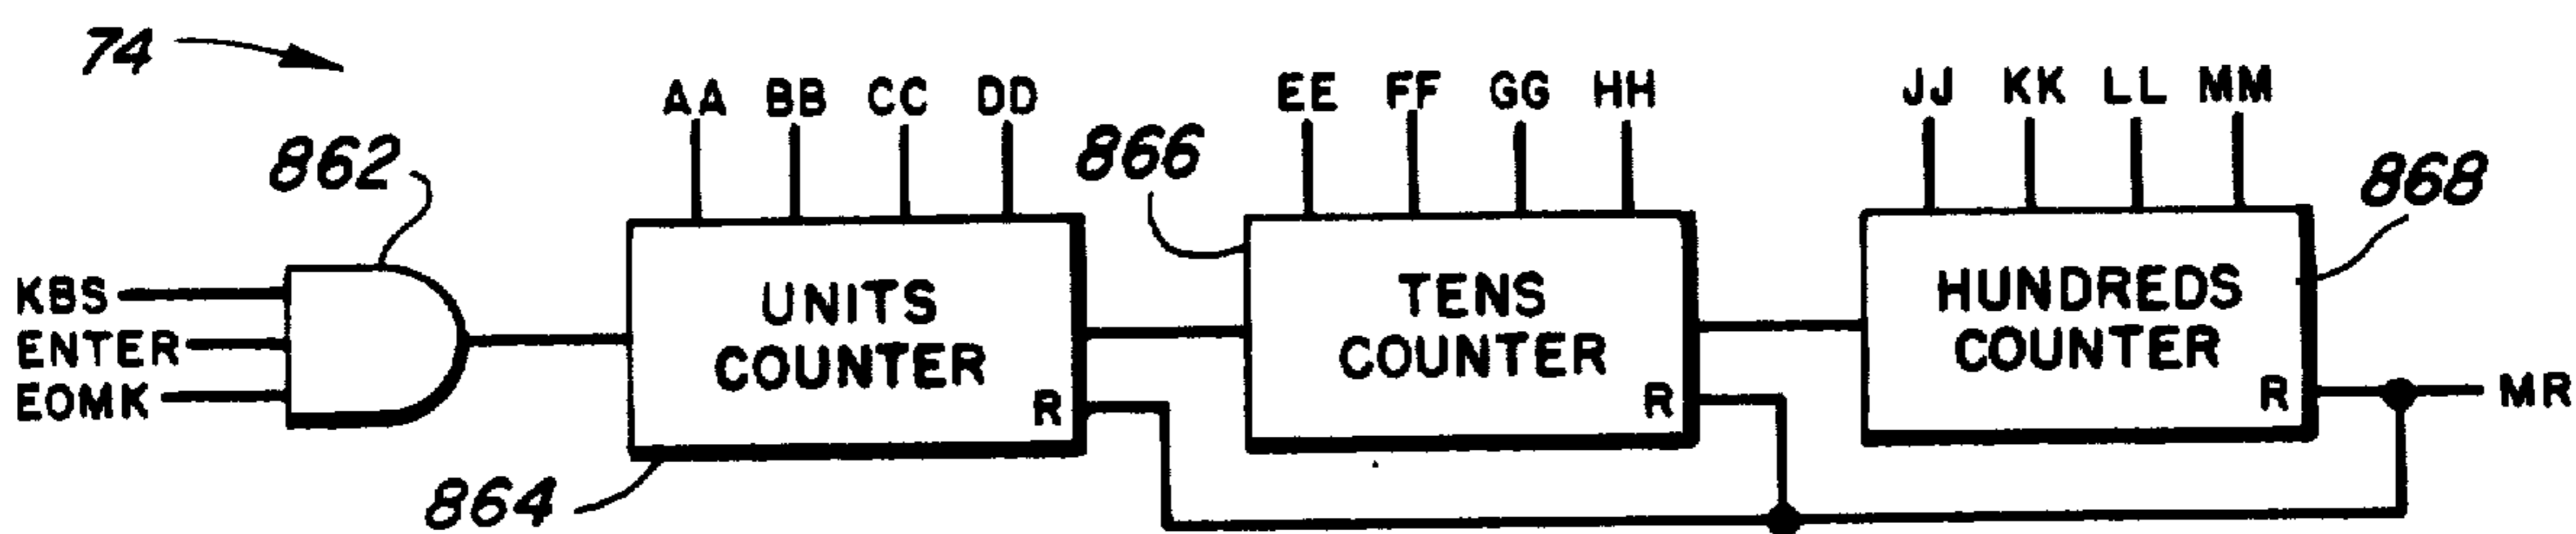 74
AA BB CC DD
EE FF GG HH
JJ KK LL MM
862
866
868
KBS
ENTER
EOMK
UNITS
COUNTER
R
TENS
COUNTER
R
HUNDREDS
COUNTER
R
MR
864